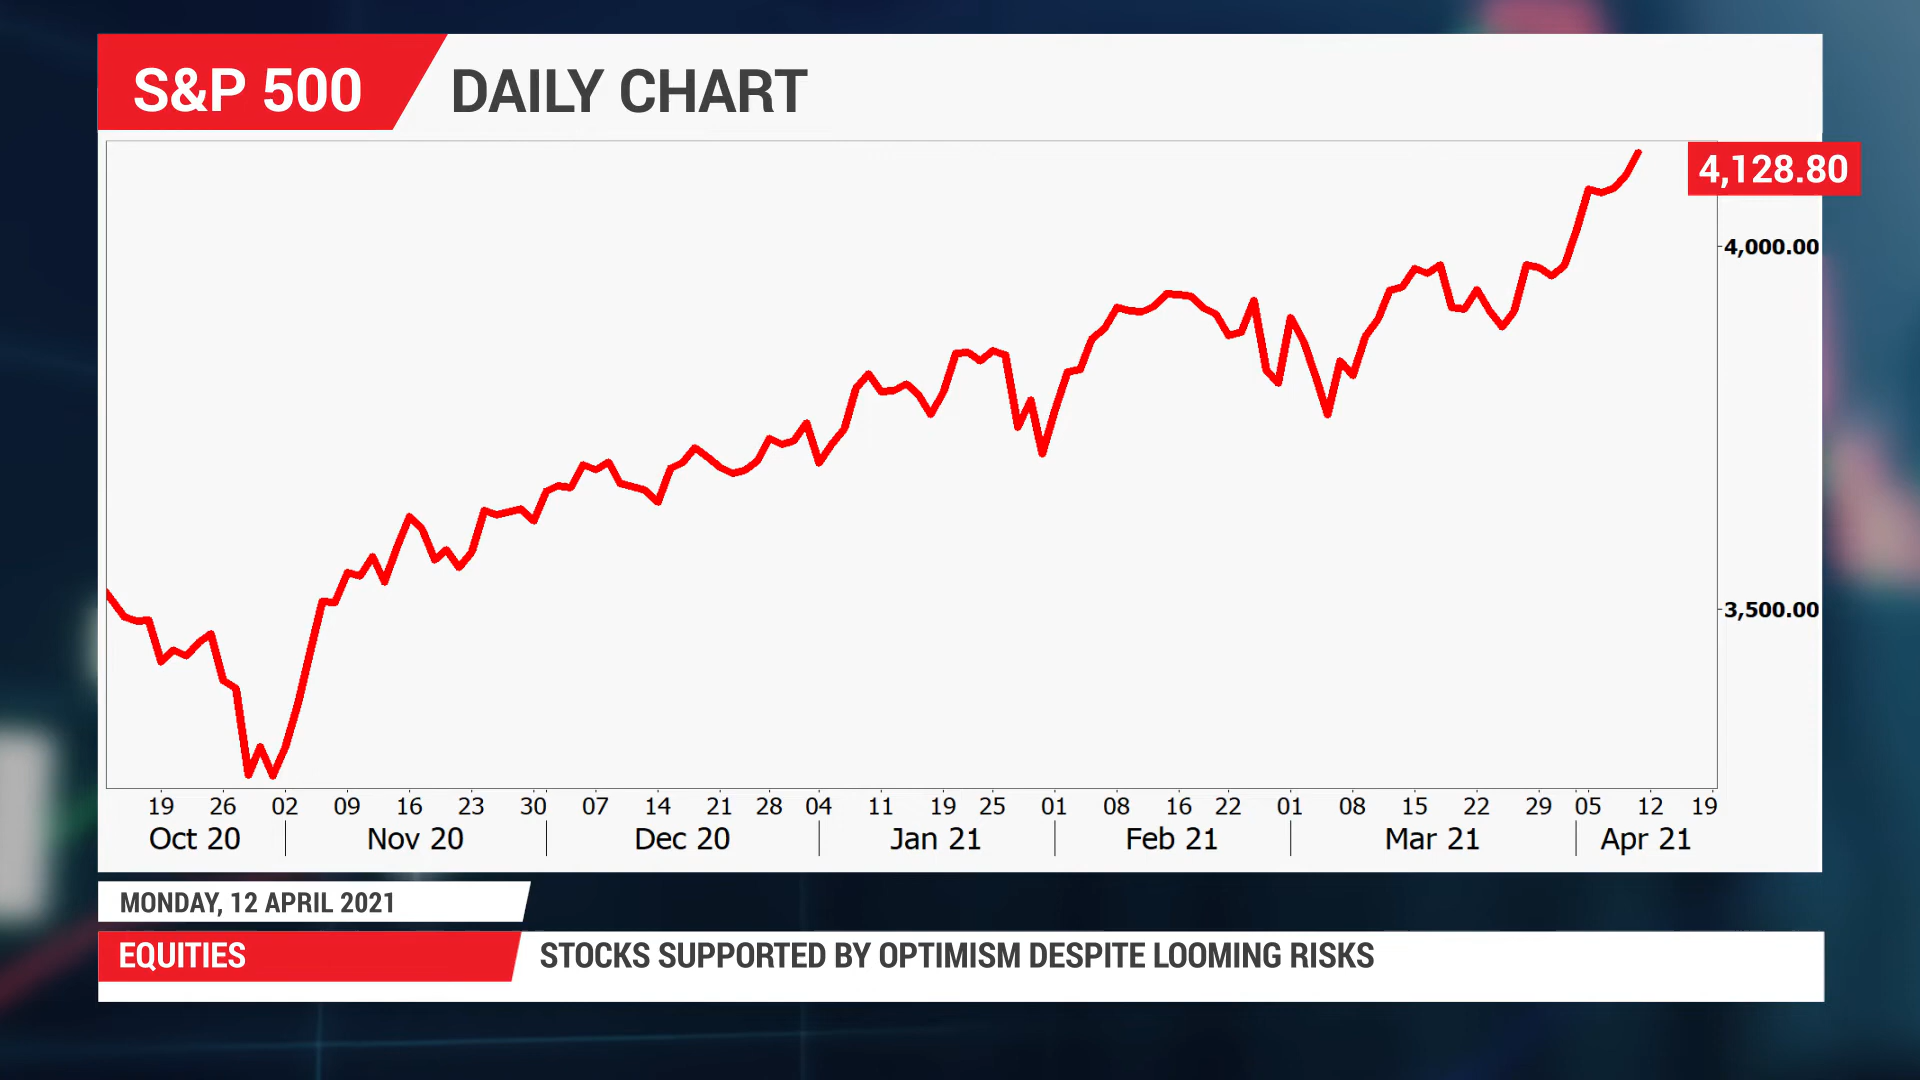 S&P 500 DAILY CHART
4,128.80
4,000.00
3,500.00
19 26 02 09 16 23 30 07 14 21 28 04 11 19 25 01 08 16 22 01 08 15 22 29 05 12 19
Oct 20 Nov 20 Dec 20 Jan 21 Feb 21 Mar 21 Apr 21
MONDAY, 12 APRIL 2021
EQUITIES STOCKS SUPPORTED BY OPTIMISM DESPITE LOOMING RISKS